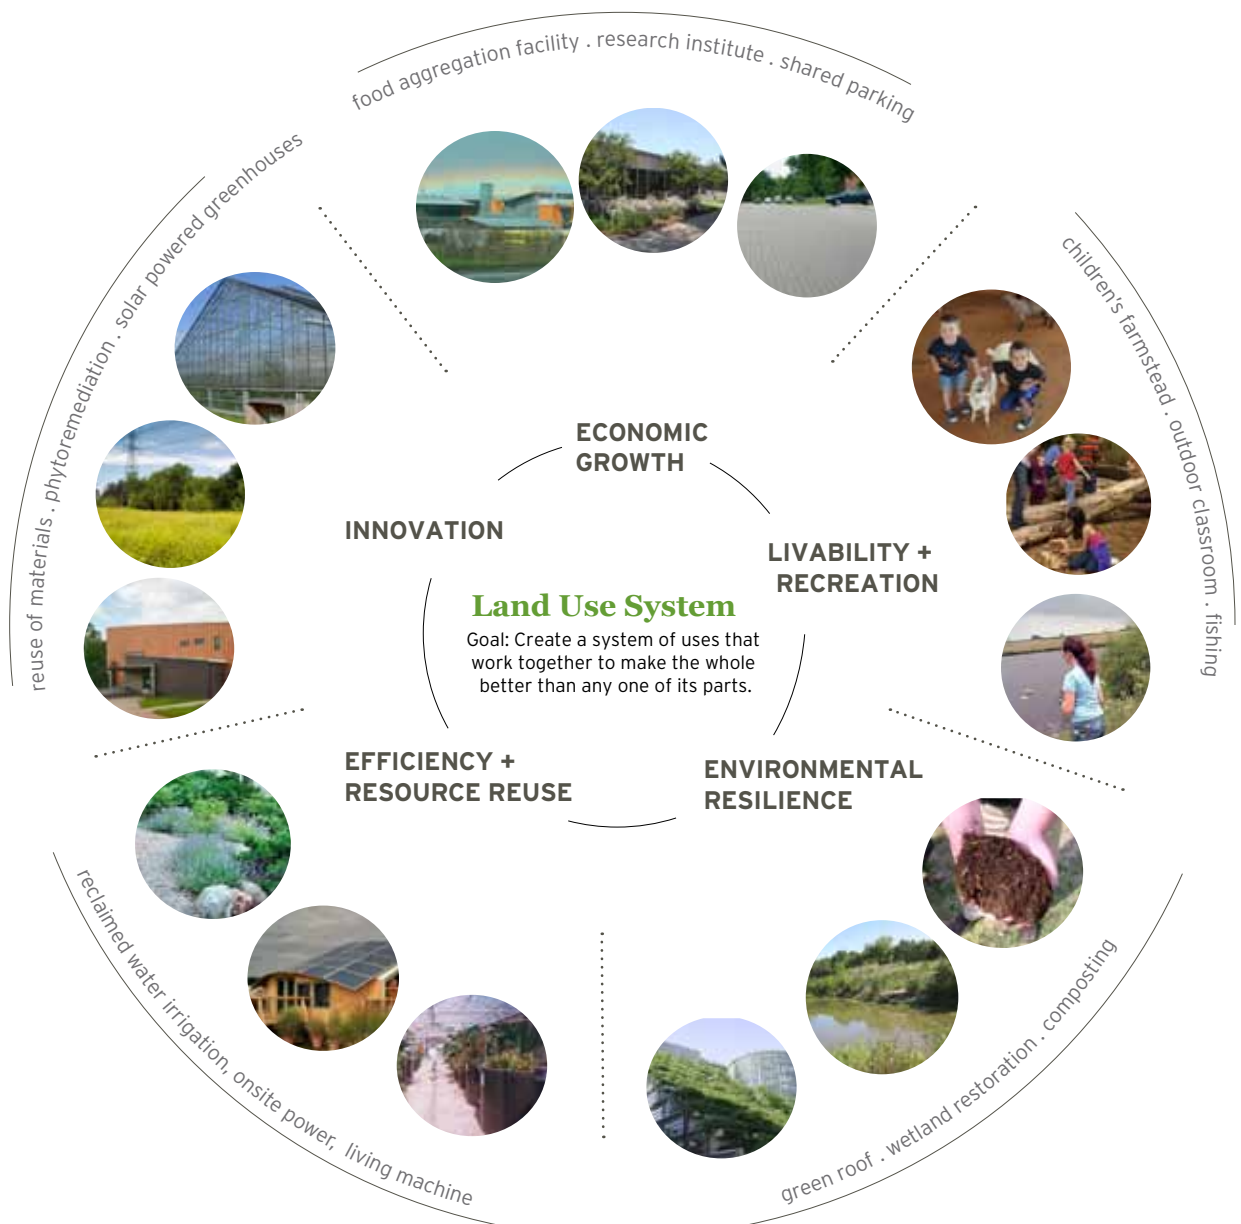 food aggregation facility . research institute . shared parking
reuse of materials . phytoremediation . solar powered greenhouses
children's farmstead . outdoor classroom . fishing
ECONOMIC
GROWTH
INNOVATION
LIVABILITY +
RECREATION
Land Use System
Goal: Create a system of uses that
work together to make the whole
better than any one of its parts.
EFFICIENCY +
RESOURCE REUSE
ENVIRONMENTAL
RESILIENCE
reclaimed water irrigation, onsite power, living machine
green roof . wetland restoration . composting